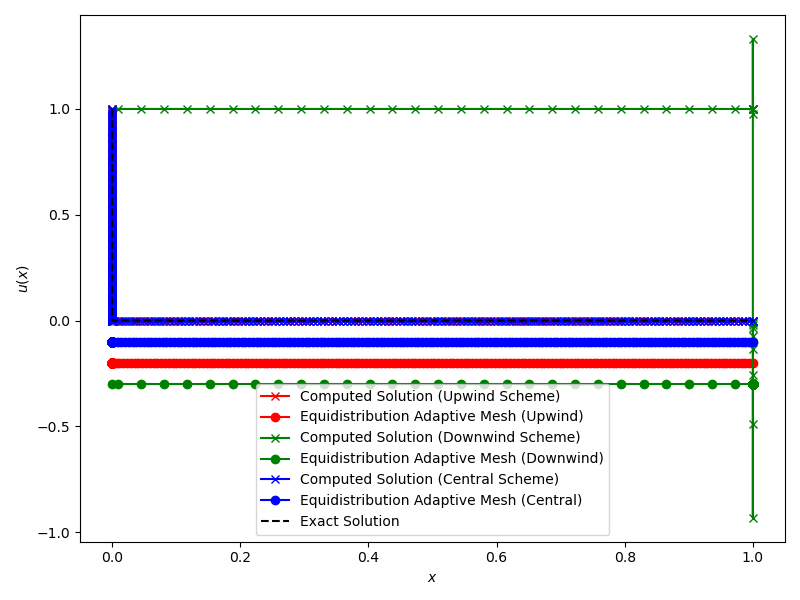 1.0
0.5
0.0
−0.5
−1.0
u(x)
0.0
0.2
0.4
0.6
0.8
1.0
x
Computed Solution (Upwind Scheme)
Equidistribution Adaptive Mesh (Upwind)
Computed Solution (Downwind Scheme)
Equidistribution Adaptive Mesh (Downwind)
Computed Solution (Central Scheme)
Equidistribution Adaptive Mesh (Central)
Exact Solution